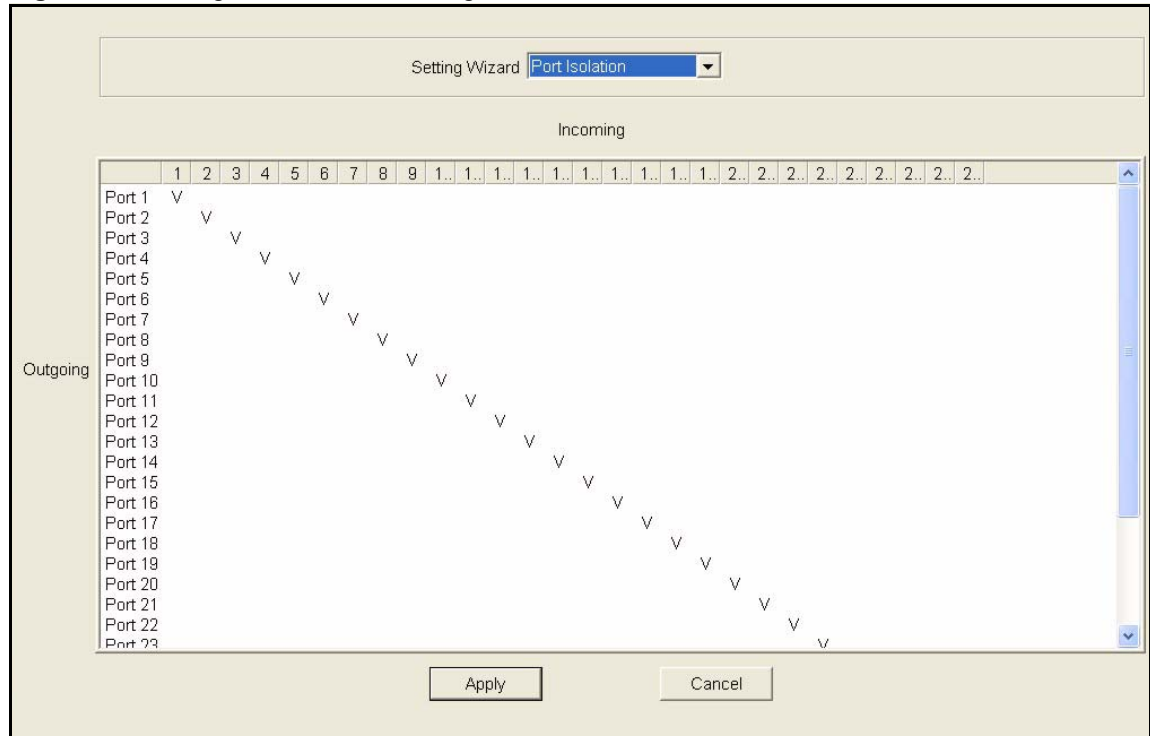 Setting Wizard Port Isolation
Incoming
1 2 3 4 5 6 7 8 9 1.. 1.. 1.. 1.. 1.. 1.. 1.. 1.. 1.. 1.. 2.. 2.. 2.. 2.. 2.. 2.. 2.. 2.. 2..
Port 1 V
Port 2 V
Port 3 V
Port 4 V
Port 5 V
Port 6 V
Port 7 V
Port 8 V
Port 9 V
Outgoing
Port 10 V
Port 11 V
Port 12 V
Port 13 V
Port 14 V
Port 15 V
Port 16 V
Port 17 V
Port 18 V
Port 19 V
Port 20 V
Port 21 V
Port 22 V
Port 23 V
Apply Cancel